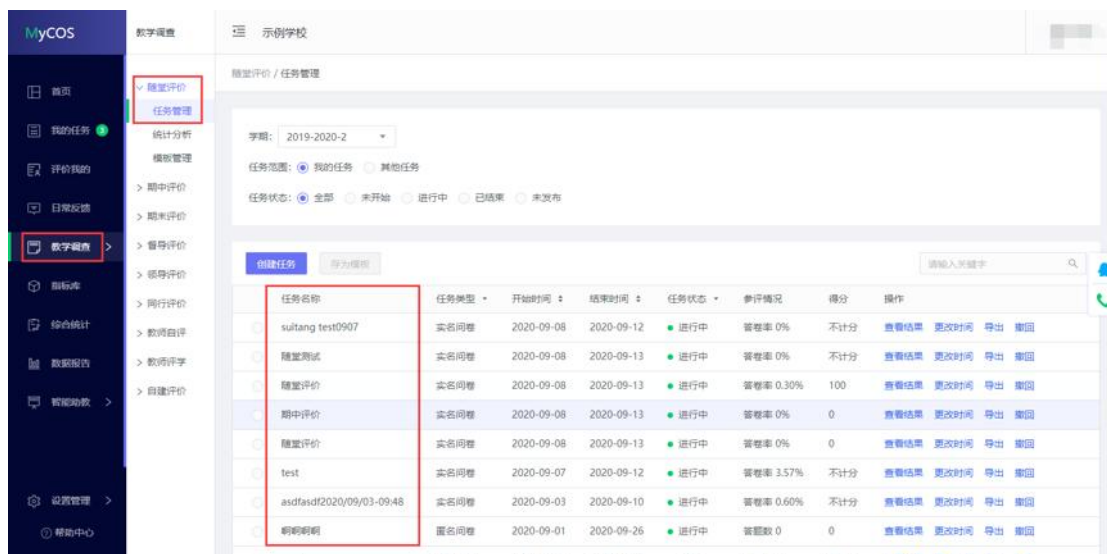 MyCOS
教学调查
示例学校
首页
我的任务 3
评价我的
日常反馈
教学调查 >
指标库
综合统计
数据报告
智能助教 >
设置管理 >
帮助中心
随堂评价
任务管理
统计分析
模板管理
> 期中评价
> 期末评价
> 督导评价
> 领导评价
> 同行评价
> 教师自评
> 教师评学
> 自建评价
随堂评价 / 任务管理
学期: 2019-2020-2
任务范围: 我的任务 其他任务
任务状态: 全部 未开始 进行中 已结束 未发布
创建任务 存为模板 请输入关键字
任务名称 任务类型 开始时间 结束时间 任务状态 参评情况 得分 操作
suitang test0907 实名问卷 2020-09-08 2020-09-12 进行中 答卷率 0% 不计分 查看结果 更改时间 导出 撤回
随堂测试 实名问卷 2020-09-08 2020-09-13 进行中 答卷率 0% 不计分 查看结果 更改时间 导出 撤回
随堂评价 实名问卷 2020-09-08 2020-09-13 进行中 答卷率 0.30% 100 查看结果 更改时间 导出 撤回
期中评价 实名问卷 2020-09-08 2020-09-13 进行中 答卷率 0% 0 查看结果 更改时间 导出 撤回
随堂评价 实名问卷 2020-09-08 2020-09-13 进行中 答卷率 0% 0 查看结果 更改时间 导出 撤回
test 实名问卷 2020-09-07 2020-09-12 进行中 答卷率 3.57% 不计分 查看结果 更改时间 导出 撤回
asdfasdf2020/09/03-09:48 实名问卷 2020-09-03 2020-09-10 进行中 答卷率 0.60% 不计分 查看结果 更改时间 导出 撤回
啊啊啊啊 匿名问卷 2020-09-01 2020-09-26 进行中 答题数 0 0 查看结果 更改时间 导出 撤回